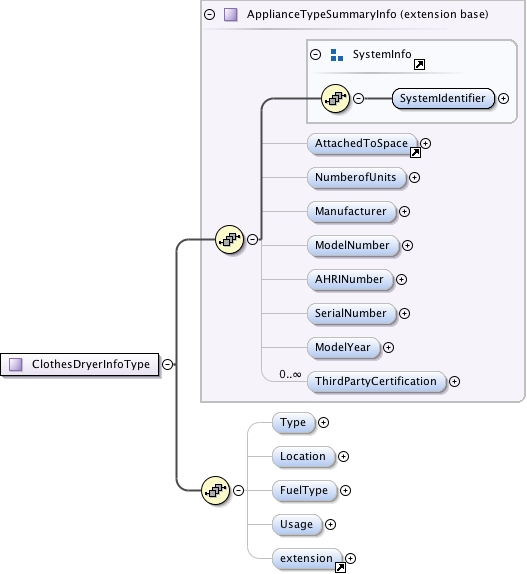 ApplianceTypeSummaryInfo (extension base)
SystemInfo
SystemIdentifier
AttachedToSpace
NumberofUnits
Manufacturer
ModelNumber
AHRINumber
SerialNumber
ModelYear
0..∞
ThirdPartyCertification
ClothesDryerInfoType
Type
Location
FuelType
Usage
extension